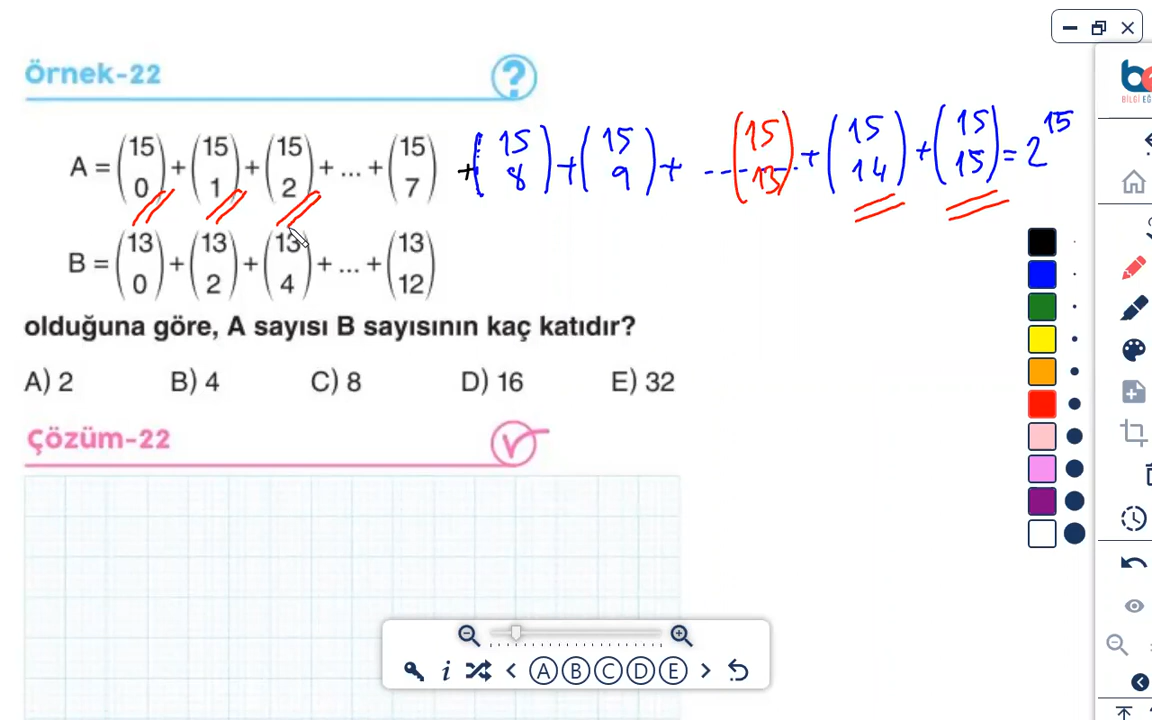 Örnek-22 ?
A = (15 0) + (15 1) + (15 2) + ... + (15 7) + (15 8) + (15 9) + ... (15 13) + (15 14) + (15 15) = 2^15
B = (13 0) + (13 2) + (13 4) + ... + (13 12)
olduğuna göre, A sayısı B sayısının kaç katıdır?
A) 2 B) 4 C) 8 D) 16 E) 32
Çözüm-22
i A B C D E